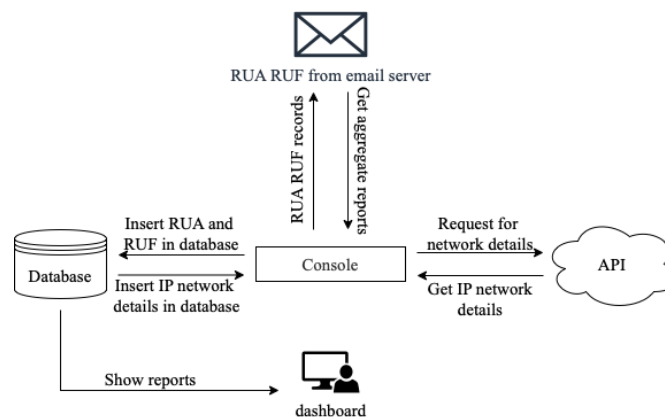 RUA RUF from email server
RUA RUF records
Get aggregate reports
Insert RUA and
RUF in database
Request for
network details
Database
Console
API
Insert IP network
details in database
Get IP network
details
Show reports
dashboard